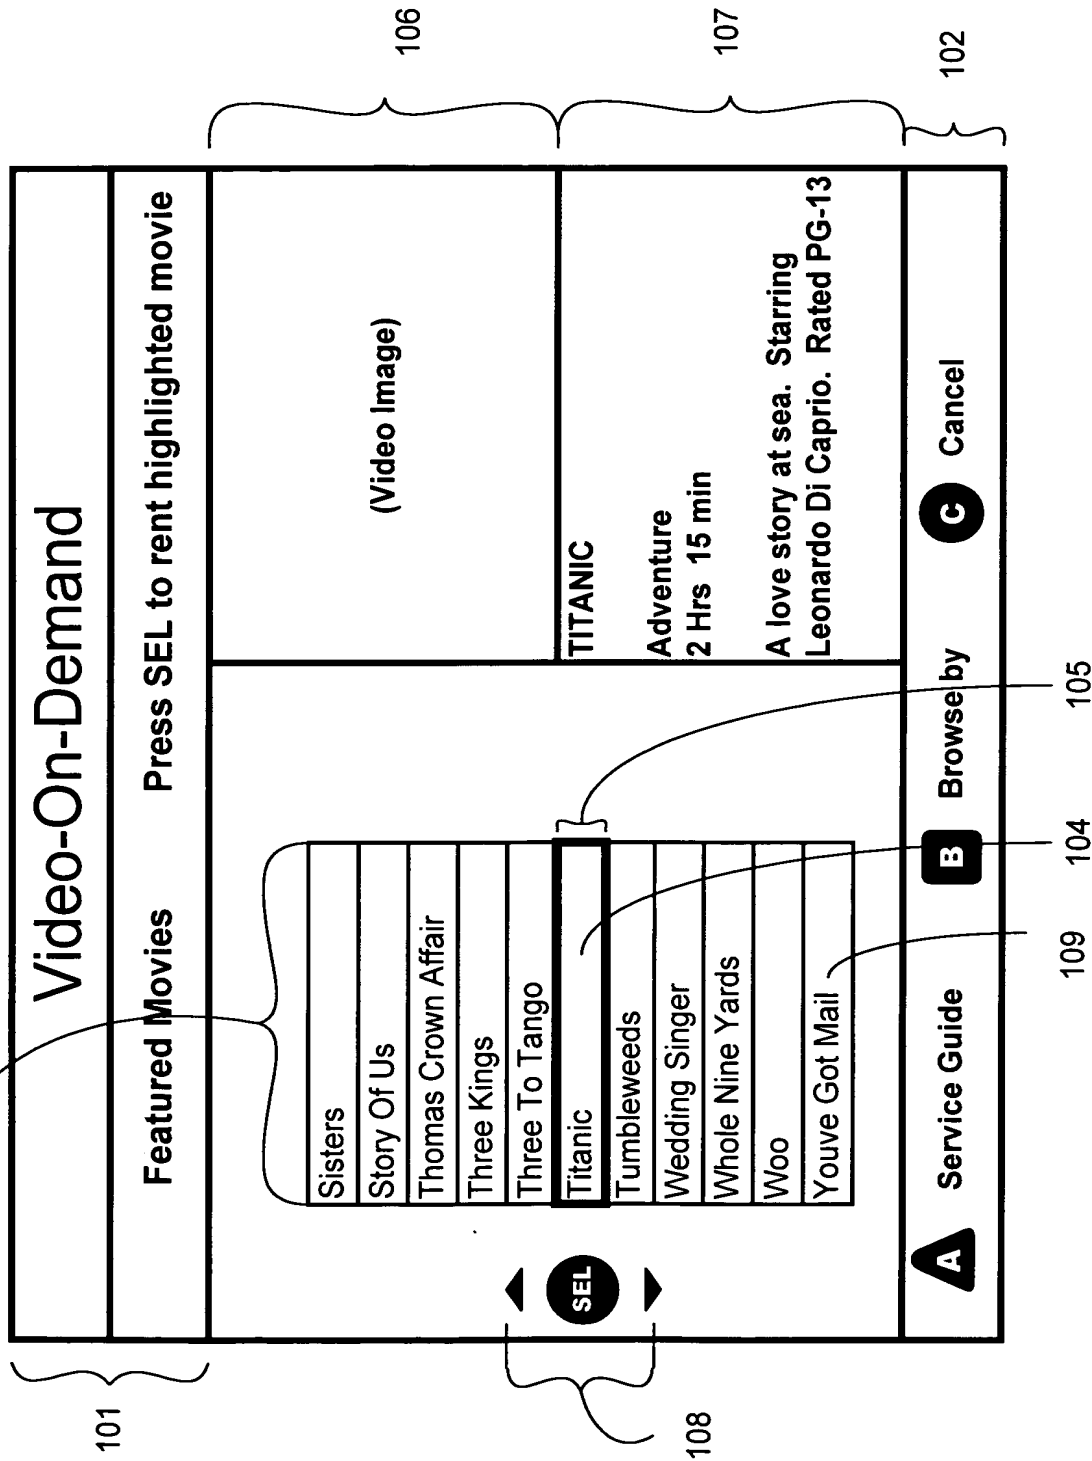 Video-On-Demand
Featured Movies Press SEL to rent highlighted movie
Sisters
Story Of Us
Thomas Crown Affair
Three Kings
Three To Tango
Titanic
Tumbleweeds
Wedding Singer
Whole Nine Yards
Woo
Youve Got Mail
SEL
(Video Image)
TITANIC
Adventure
2 Hrs 15 min
A love story at sea. Starring
Leonardo Di Caprio. Rated PG-13
A Service Guide B Browse by C Cancel
101
106
107
102
108
109
104
105